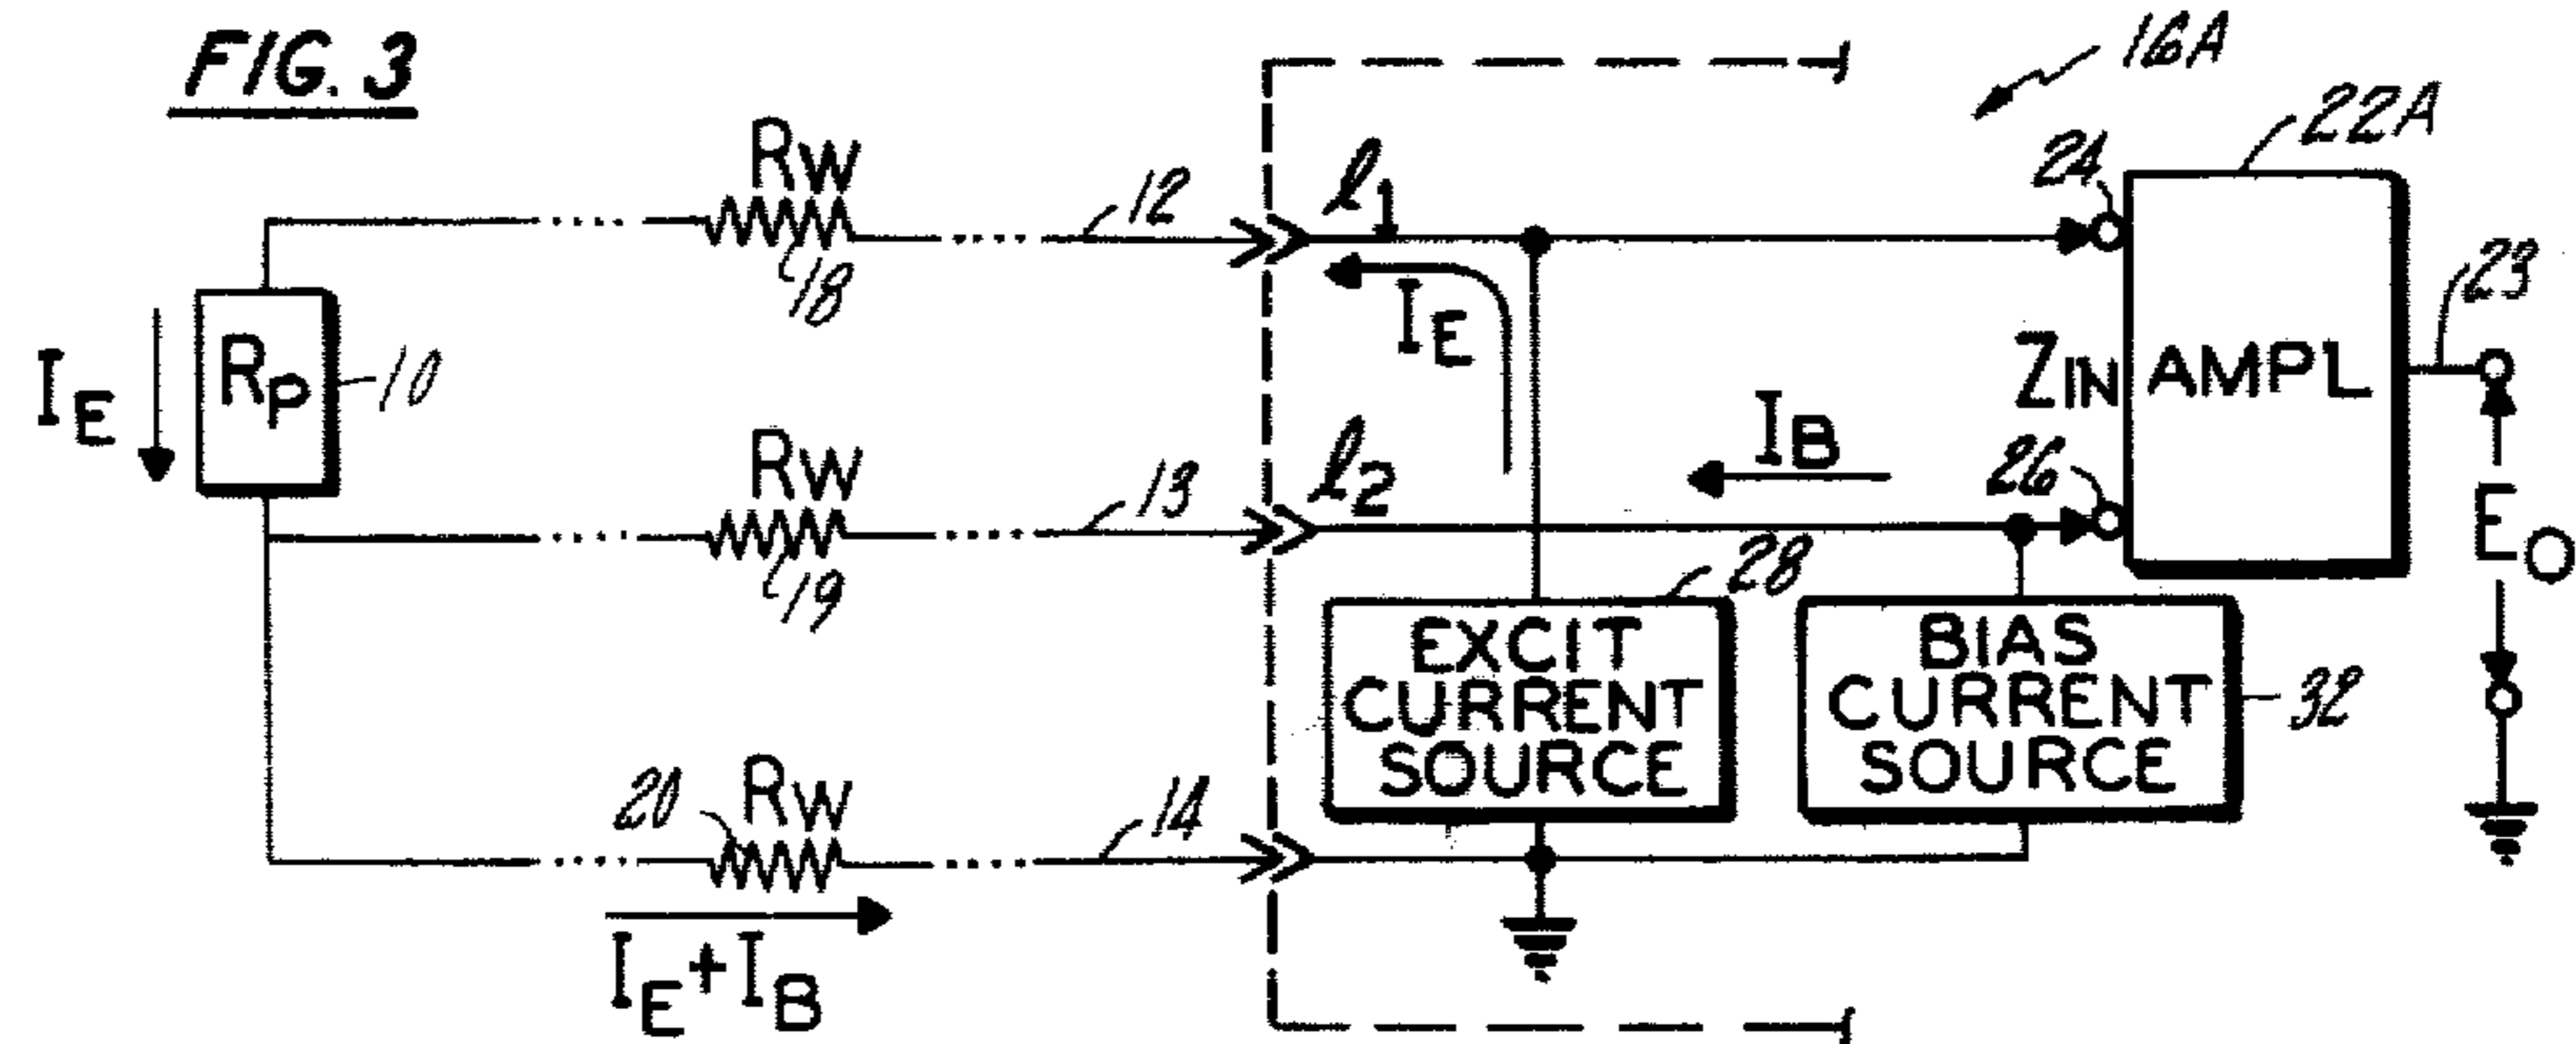 FIG. 3
16A
22A
RW
12
l1
24
18
IE
23
IE
RP
10
ZIN
AMPL
RW
13
l2
IB
26
EO
19
28
EXCIT
CURRENT
SOURCE
BIAS
CURRENT
SOURCE
32
20
RW
14
IE+IB